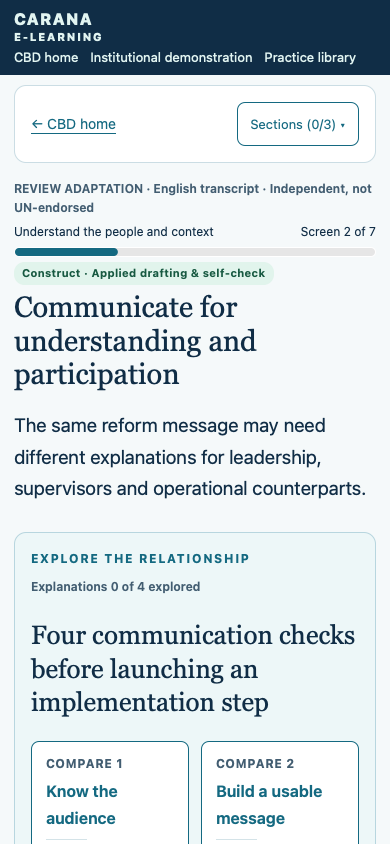 CARANA
E-LEARNING
CBD home Institutional demonstration Practice library
← CBD home
Sections (0/3) ▾
REVIEW ADAPTATION · English transcript · Independent, not
UN-endorsed
Understand the people and context Screen 2 of 7
Construct · Applied drafting & self-check
Communicate for
understanding and
participation
The same reform message may need
different explanations for leadership,
supervisors and operational counterparts.
EXPLORE THE RELATIONSHIP
Explanations 0 of 4 explored
Four communication checks
before launching an
implementation step
COMPARE 1
Know the
audience
COMPARE 2
Build a usable
message